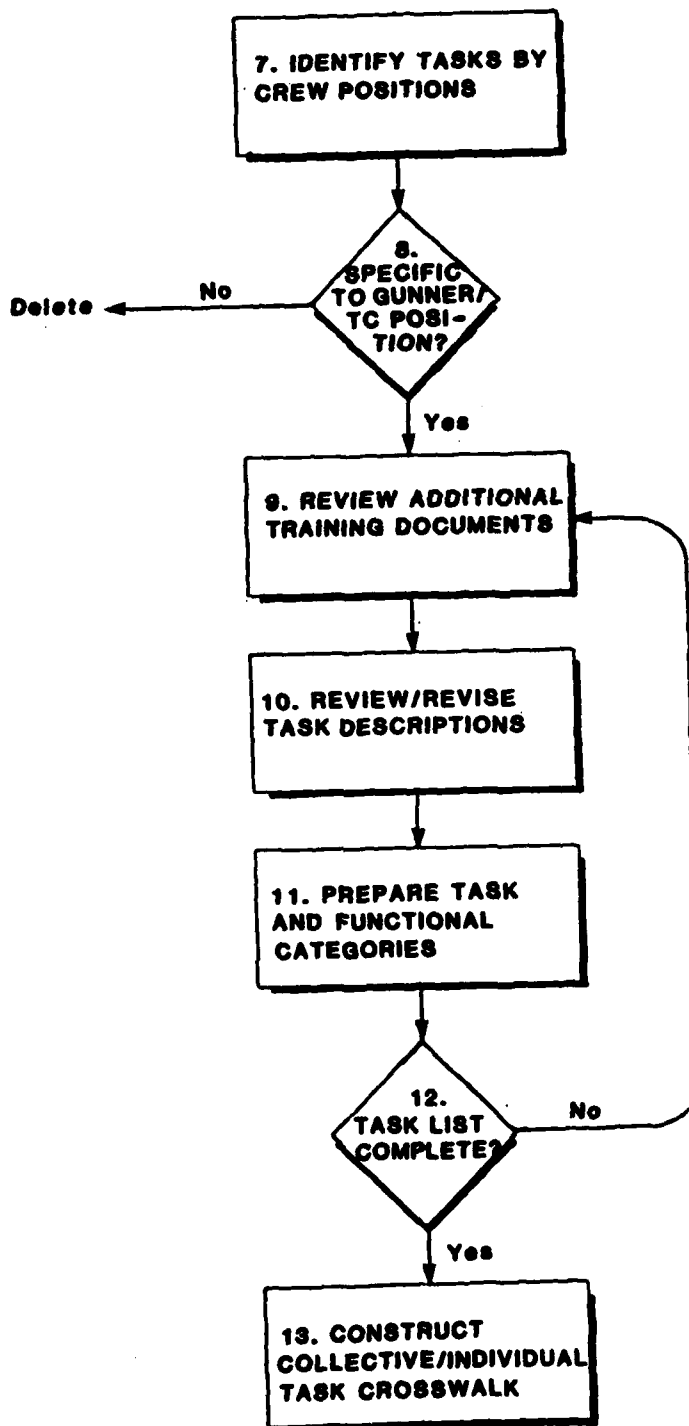 7. IDENTIFY TASKS BY
CREW POSITIONS
8.
SPECIFIC
TO GUNNER/
TC POSI-
TION?
No
Delete
Yes
9. REVIEW ADDITIONAL
TRAINING DOCUMENTS
10. REVIEW/REVISE
TASK DESCRIPTIONS
11. PREPARE TASK
AND FUNCTIONAL
CATEGORIES
12.
TASK LIST
COMPLETE?
No
Yes
13. CONSTRUCT
COLLECTIVE/INDIVIDUAL
TASK CROSSWALK